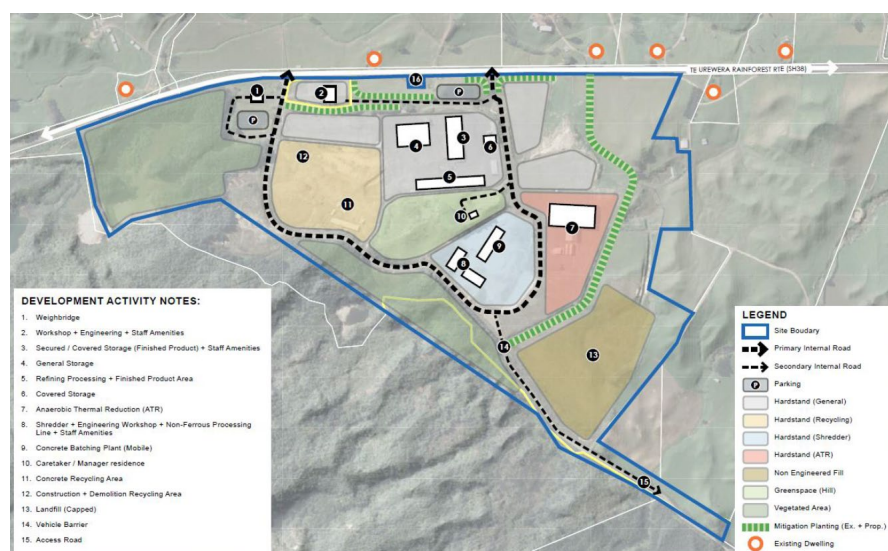 TE UREWERA RAINFOREST RTE (SH38)
16
1
2
P
P
3
4
6
12
5
11
10
7
9
8
14
13
15
DEVELOPMENT ACTIVITY NOTES:
1. Weighbridge
2. Workshop + Engineering + Staff Amenities
3. Secured / Covered Storage (Finished Product) + Staff Amenities
4. General Storage
5. Refining Processing + Finished Product Area
6. Covered Storage
7. Anaerobic Thermal Reduction (ATR)
8. Shredder + Engineering Workshop + Non-Ferrous Processing
Line + Staff Amenities
9. Concrete Batching Plant (Mobile)
10. Caretaker / Manager residence
11. Concrete Recycling Area
12. Construction + Demolition Recycling Area
13. Landfill (Capped)
14. Vehicle Barrier
15. Access Road
LEGEND
Site Boudary
Primary Internal Road
Secondary Internal Road
P Parking
Hardstand (General)
Hardstand (Recycling)
Hardstand (Shredder)
Hardstand (ATR)
Non Engineered Fill
Greenspace (Hill)
Vegetated Area)
Mitigation Planting (Ex. + Prop.)
Existing Dwelling